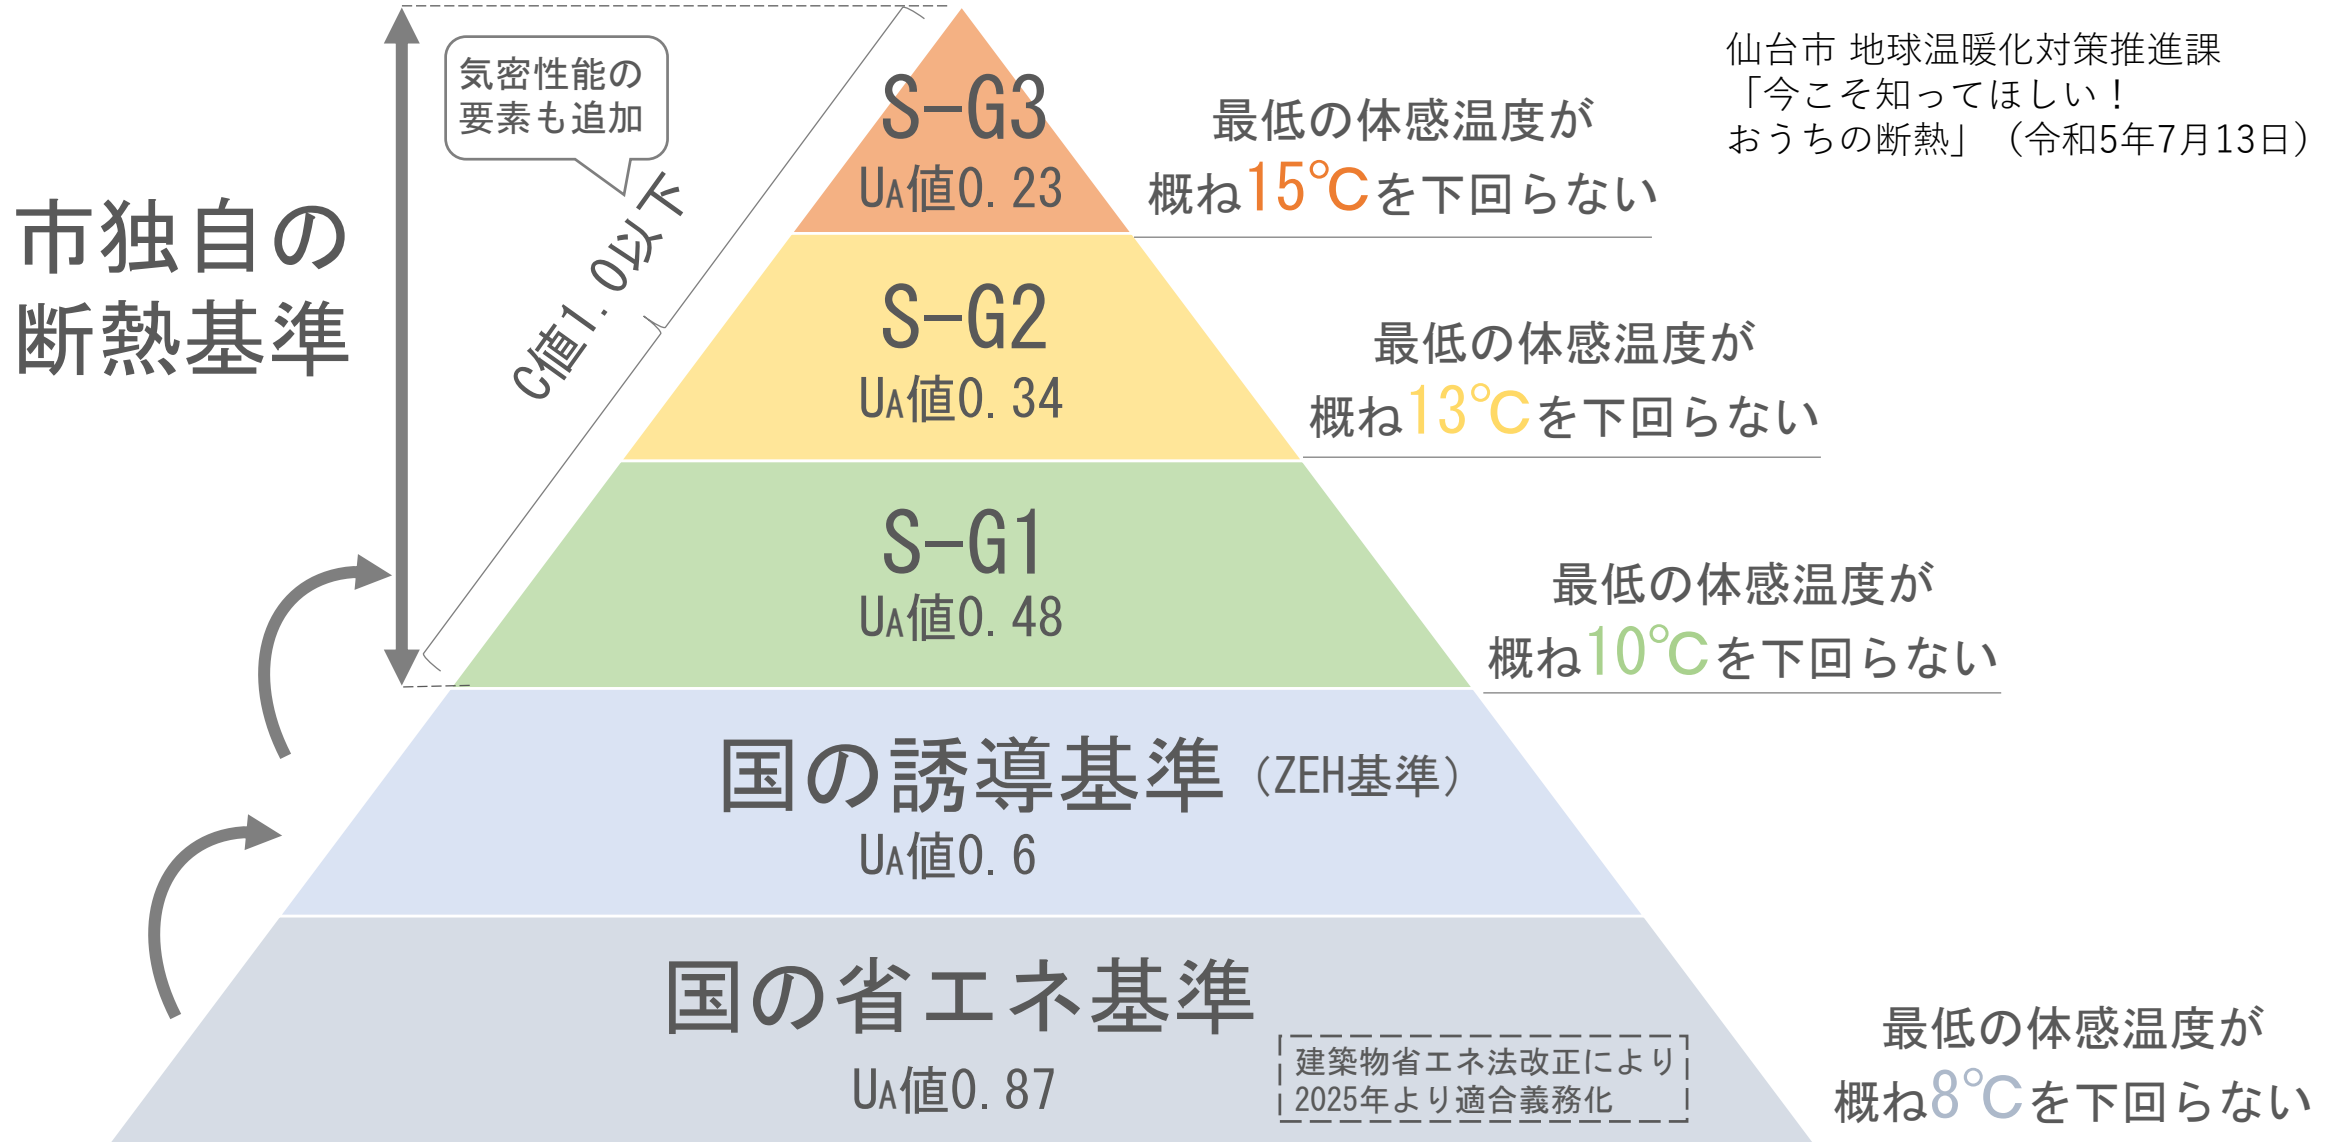 仙台市 地球温暖化対策推進課
「今こそ知ってほしい！
おうちの断熱」（令和5年7月13日）
市独自の
断熱基準
気密性能の
要素も追加
C値1.0以下
S-G3
UA値0.23
最低の体感温度が
概ね15℃を下回らない
S-G2
UA値0.34
最低の体感温度が
概ね13℃を下回らない
S-G1
UA値0.48
最低の体感温度が
概ね10℃を下回らない
国の誘導基準（ZEH基準）
UA値0.6
国の省エネ基準
UA値0.87
建築物省エネ法改正により
2025年より適合義務化
最低の体感温度が
概ね8℃を下回らない